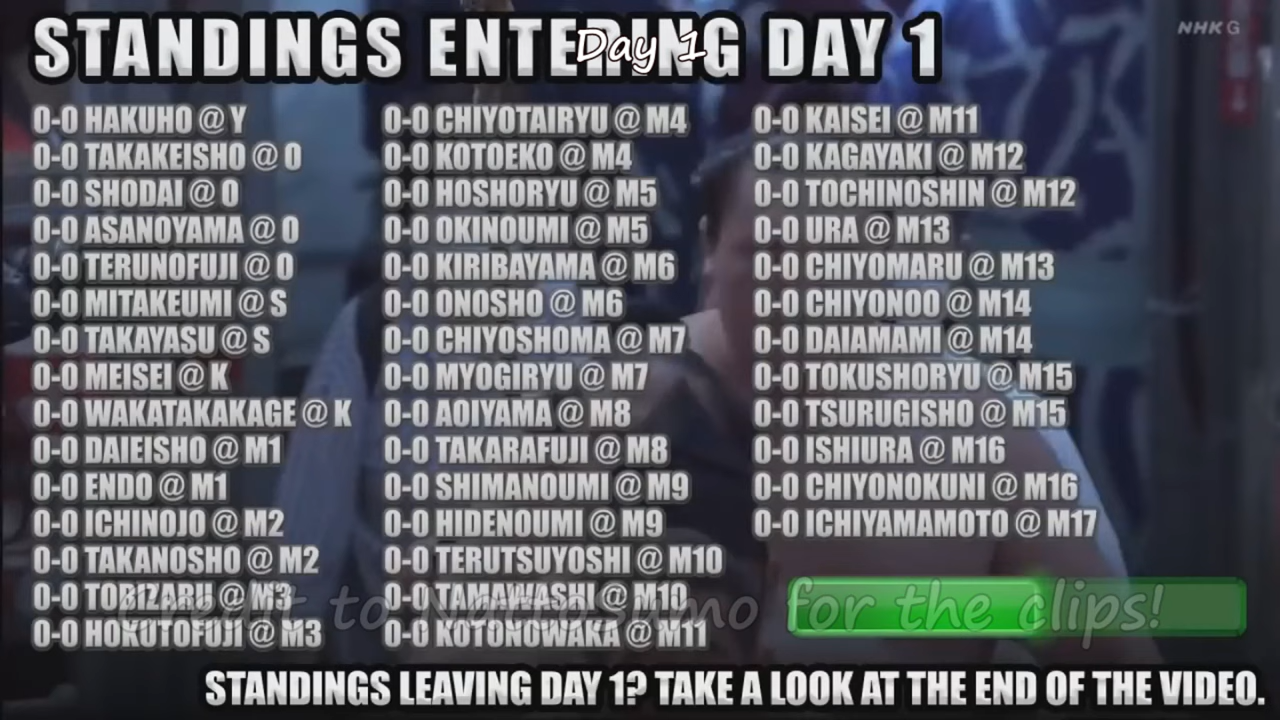 STANDINGS ENTERING DAY 1
Day 1
NHK G
0-0 HAKUHO @ Y
0-0 TAKAKEISHO @ O
0-0 SHODAI @ O
0-0 ASANOYAMA @ O
0-0 TERUNOFUJI @ O
0-0 MITAKEUMI @ S
0-0 TAKAYASU @ S
0-0 MEISEI @ K
0-0 WAKATAKAKAGE @ K
0-0 DAIEISHO @ M1
0-0 ENDO @ M1
0-0 ICHINOJO @ M2
0-0 TAKANOSHO @ M2
0-0 TOBIZARU @ M3
0-0 HOKUTOFUJI @ M3
0-0 CHIYOTAIRYU @ M4
0-0 KOTOEKO @ M4
0-0 HOSHORYU @ M5
0-0 OKINOUMI @ M5
0-0 KIRIBAYAMA @ M6
0-0 ONOSHO @ M6
0-0 CHIYOSHOMA @ M7
0-0 MYOGIRYU @ M7
0-0 AOIYAMA @ M8
0-0 TAKARAFUJI @ M8
0-0 SHIMANOUMI @ M9
0-0 HIDENOUMI @ M9
0-0 TERUTSUYOSHI @ M10
0-0 TAMAWASHI @ M10
0-0 KOTONOWAKA @ M11
0-0 KAISEI @ M11
0-0 KAGAYAKI @ M12
0-0 TOCHINOSHIN @ M12
0-0 URA @ M13
0-0 CHIYOMARU @ M13
0-0 CHIYONOO @ M14
0-0 DAIAMAMI @ M14
0-0 TOKUSHORYU @ M15
0-0 TSURUGISHO @ M15
0-0 ISHIURA @ M16
0-0 CHIYONOKUNI @ M16
0-0 ICHIYAMAMOTO @ M17
Credit to NattoSumo for the clips!
STANDINGS LEAVING DAY 1? TAKE A LOOK AT THE END OF THE VIDEO.